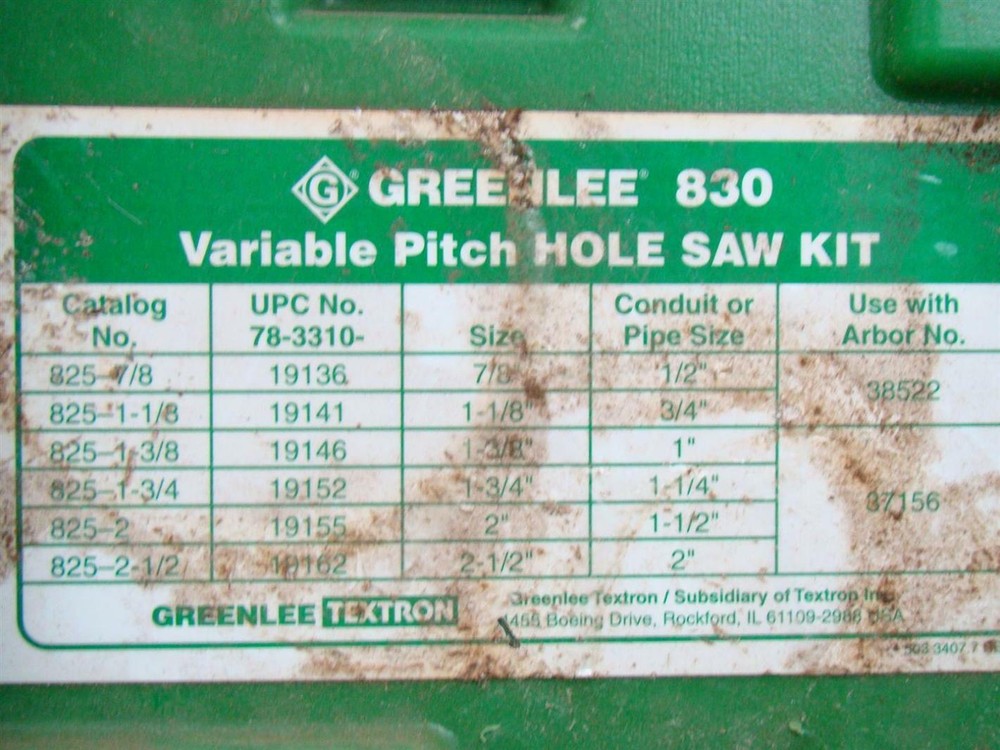 G GREENLEE® 830
Variable Pitch HOLE SAW KIT
Catalog No. UPC No. 78-3310- Size Conduit or Pipe Size Use with Arbor No.
825-7/8 19136 7/8" 1/2" 38522
825-1-1/8 19141 1-1/8" 3/4"
825-1-3/8 19146 1-3/8" 1" 37156
825-1-3/4 19152 1-3/4" 1-1/4"
825-2 19155 2" 1-1/2"
825-2-1/2 19162 2-1/2" 2"
GREENLEE TEXTRON
Greenlee Textron / Subsidiary of Textron Inc.
4455 Boeing Drive, Rockford, IL 61109-2988 USA
503 3407.7